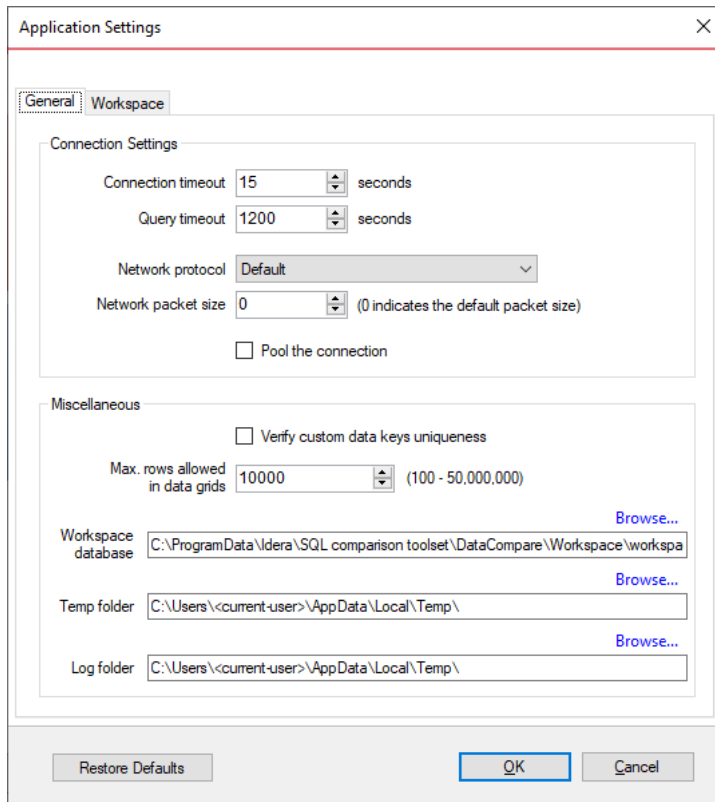 Application Settings
General Workspace
Connection Settings
Connection timeout 15 seconds
Query timeout 1200 seconds
Network protocol Default
Network packet size 0 (0 indicates the default packet size)
Pool the connection
Miscellaneous
Verify custom data keys uniqueness
Max. rows allowed
in data grids 10000 (100 - 50,000,000)
Browse...
Workspace
database C:\ProgramData\Idera\SQL comparison toolset\DataCompare\Workspace\workspa
Browse...
Temp folder C:\Users\<current-user>\AppData\Local\Temp\
Browse...
Log folder C:\Users\<current-user>\AppData\Local\Temp\
Restore Defaults OK Cancel